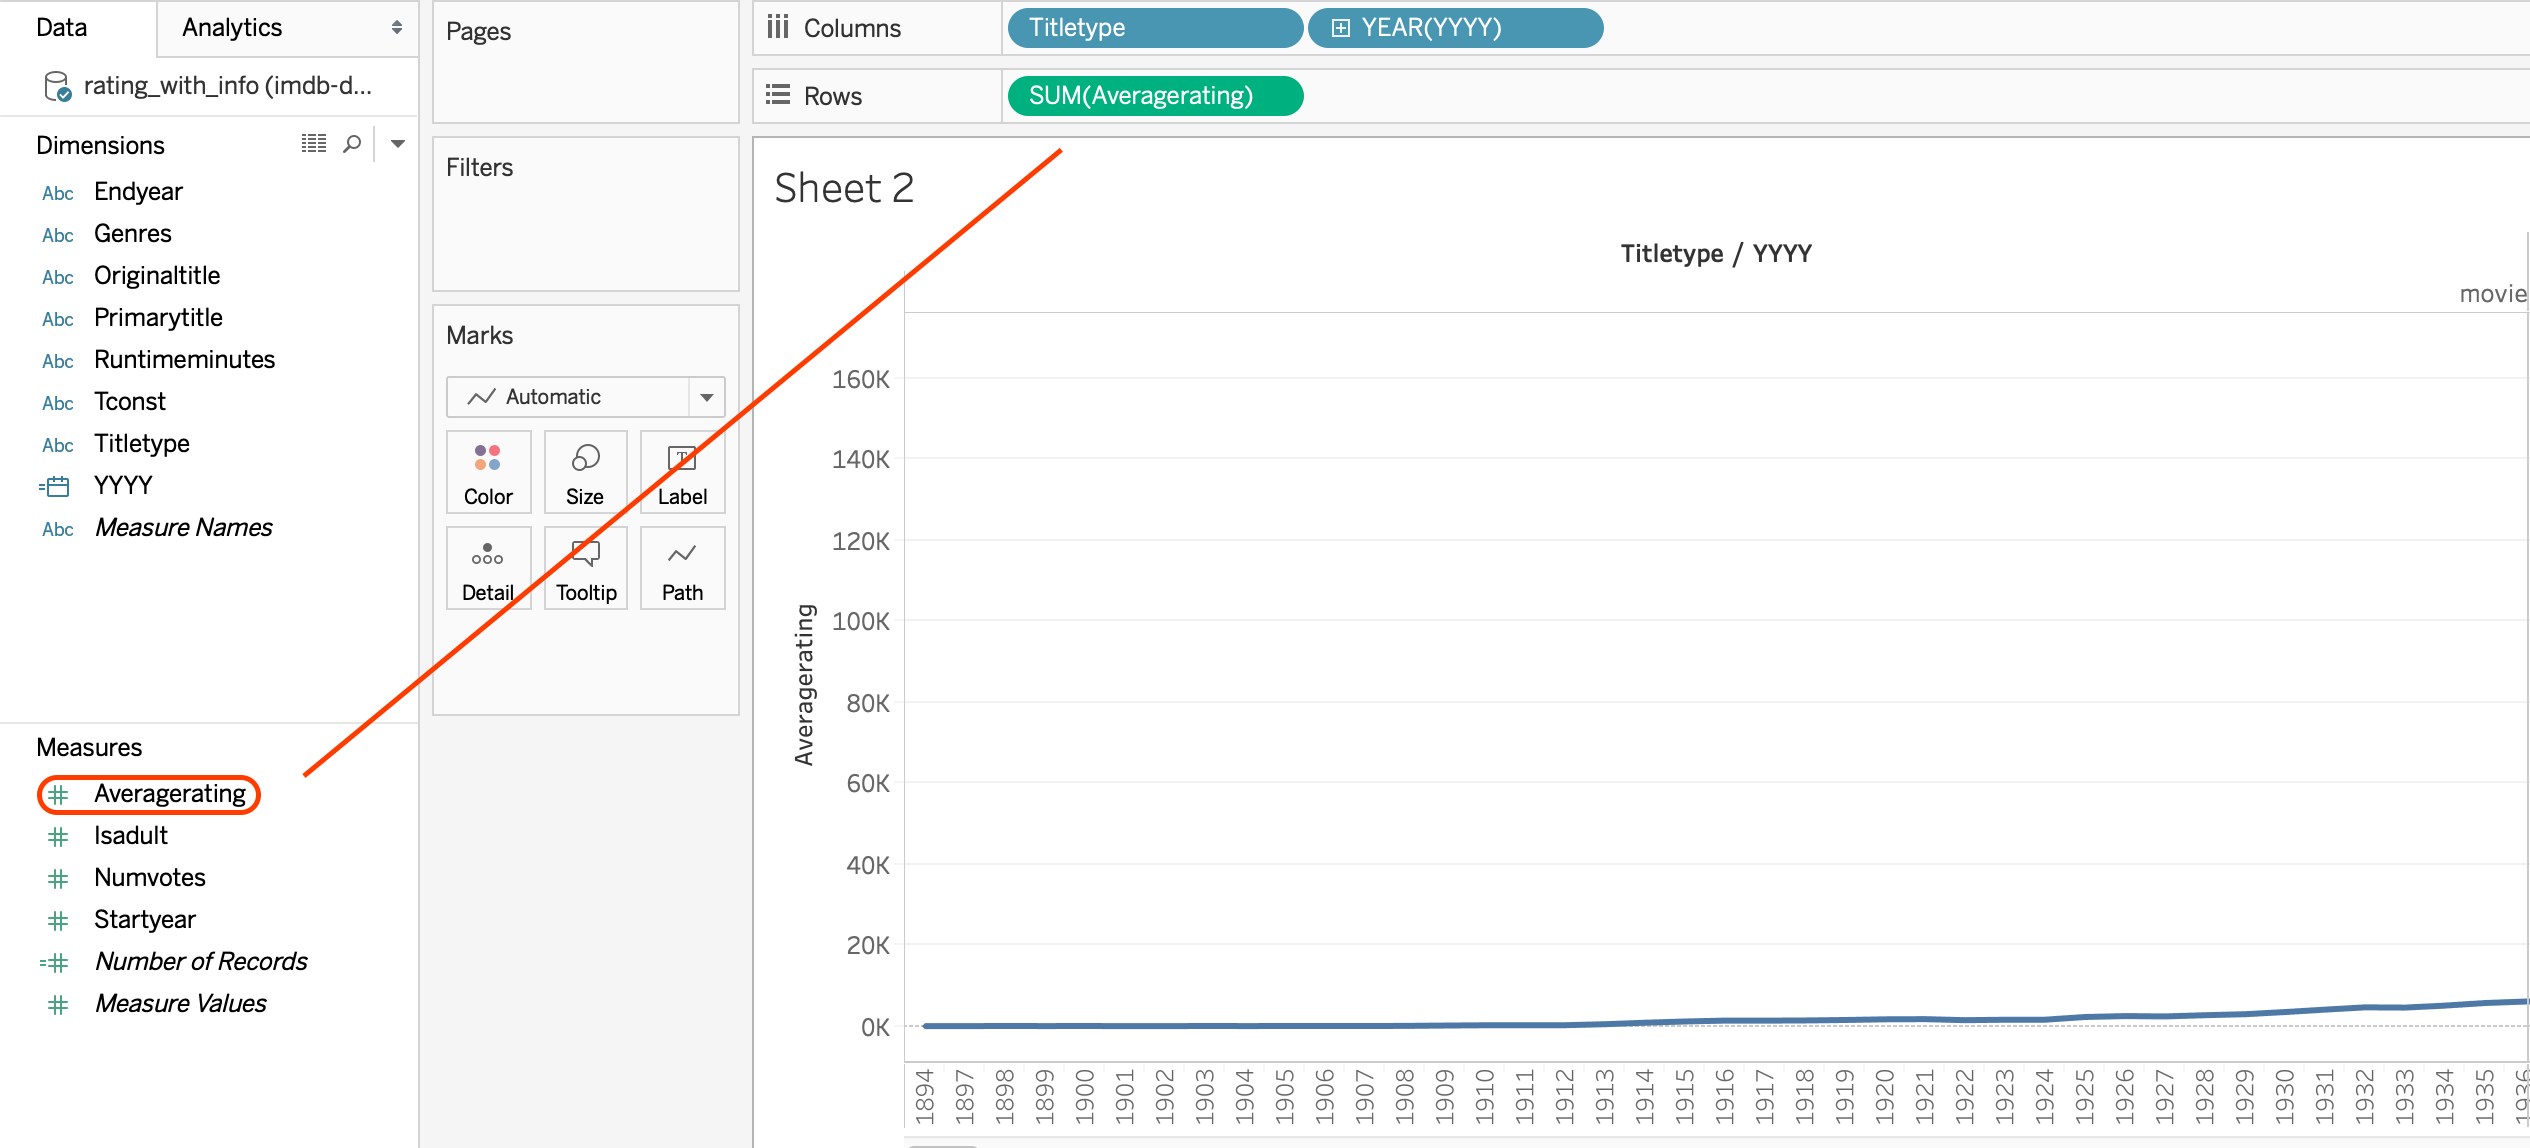 Data
Analytics
rating_with_info (imdb-d...
Dimensions
Abc Endyear
Abc Genres
Abc Originaltitle
Abc Primarytitle
Abc Runtimeminutes
Abc Tconst
Abc Titletype
YYYY
Abc Measure Names
Measures
Averagerating
Isadult
Numvotes
Startyear
Number of Records
Measure Values
Pages
Filters
Marks
Automatic
Color Size Label
Detail Tooltip Path
Columns Titletype YEAR(YYYY)
Rows SUM(Averagerating)
Sheet 2
Titletype / YYYY
movie
Averagerating
160K
140K
120K
100K
80K
60K
40K
20K
0K
1894 1897 1898 1899 1900 1901 1902 1903 1904 1905 1906 1907 1908 1909 1910 1911 1912 1913 1914 1915 1916 1917 1918 1919 1920 1921 1922 1923 1924 1925 1926 1927 1928 1929 1930 1931 1932 1933 1934 1935 1936